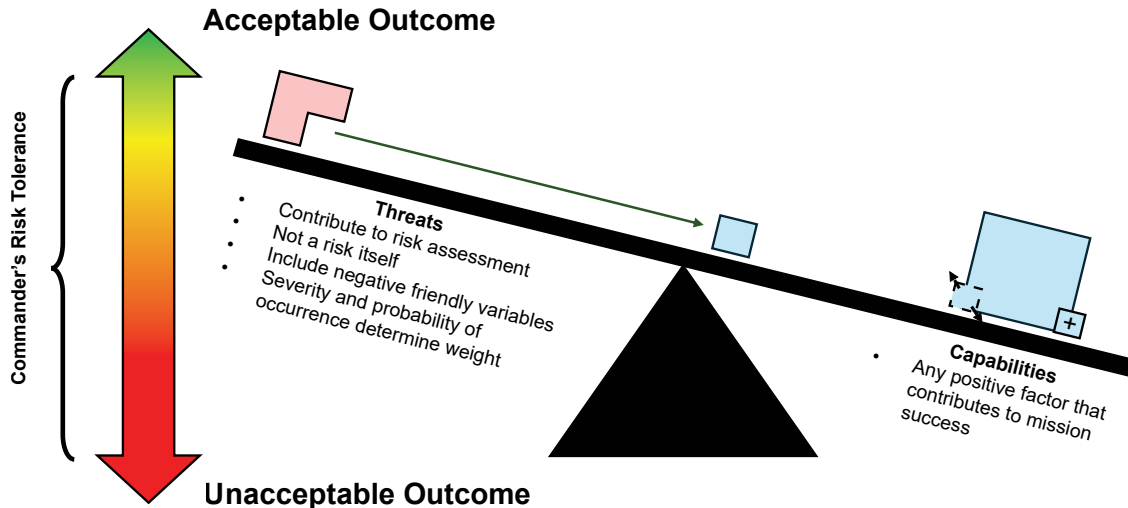 Acceptable Outcome
Commander's Risk Tolerance
Threats
• Contribute to risk assessment
• Not a risk itself
• Include negative friendly variables
• Severity and probability of
occurrence determine weight
+
Capabilities
• Any positive factor that
contributes to mission
success
Unacceptable Outcome